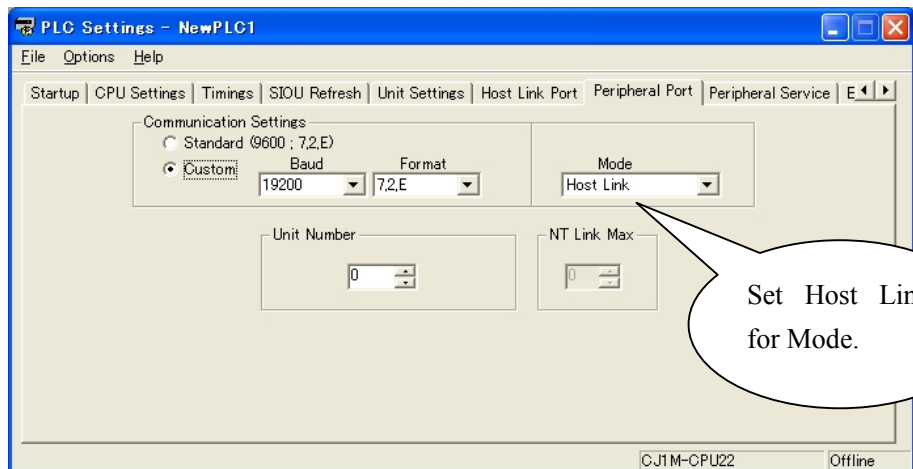 PLC Settings - NewPLC1
File Options Help
Startup CPU Settings Timings SIOU Refresh Unit Settings Host Link Port Peripheral Port Peripheral Service E
Communication Settings
Standard (9600 ; 7,2,E)
Custom
Baud Format Mode
19200 7,2,E Host Link
Unit Number NT Link Max
0 0
Set Host Lin
for Mode.
CJ1M-CPU22 Offline